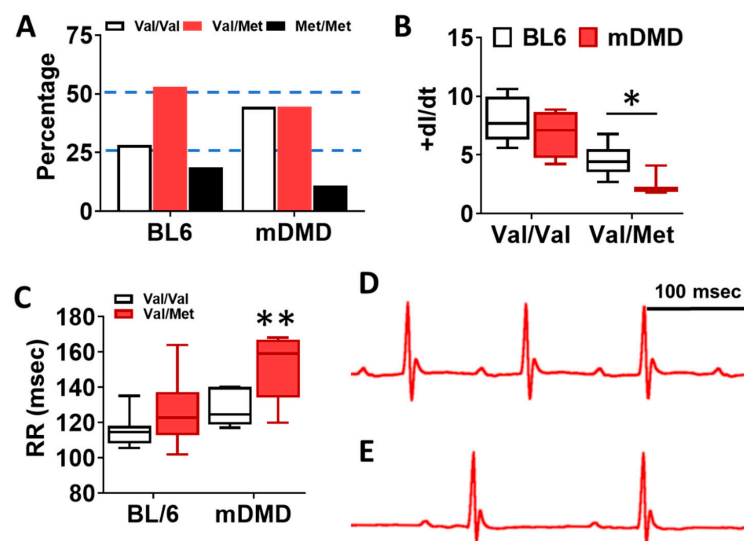 A
Val/Val Val/Met Met/Met
75
50
25
0
Percentage
BL6 mDMD
B
BL6 mDMD
15
10
5
0
+dI/dt
*
Val/Val Val/Met
C
Val/Val
Val/Met
180
160
140
120
100
80
RR (msec)
**
BL/6 mDMD
D
100 msec
E